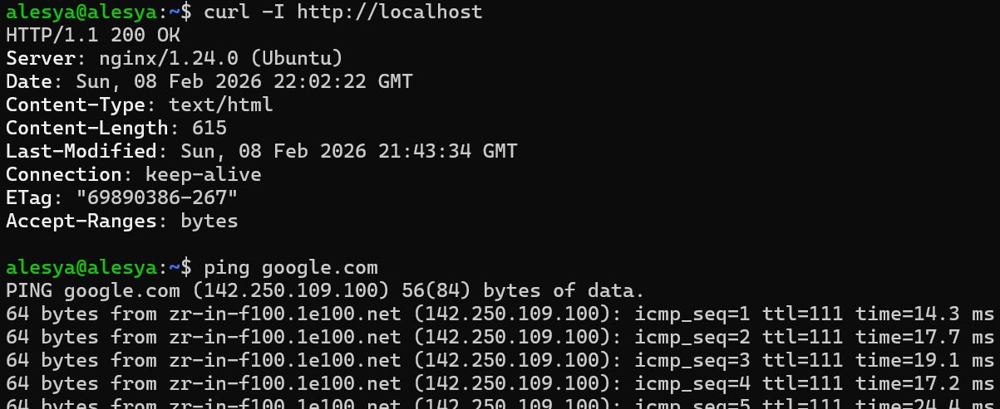 alesya@alesya:~$ curl -I http://localhost
HTTP/1.1 200 OK
Server: nginx/1.24.0 (Ubuntu)
Date: Sun, 08 Feb 2026 22:02:22 GMT
Content-Type: text/html
Content-Length: 615
Last-Modified: Sun, 08 Feb 2026 21:43:34 GMT
Connection: keep-alive
ETag: "69890386-267"
Accept-Ranges: bytes
alesya@alesya:~$ ping google.com
PING google.com (142.250.109.100) 56(84) bytes of data.
64 bytes from zr-in-f100.1e100.net (142.250.109.100): icmp_seq=1 ttl=111 time=14.3 ms
64 bytes from zr-in-f100.1e100.net (142.250.109.100): icmp_seq=2 ttl=111 time=17.7 ms
64 bytes from zr-in-f100.1e100.net (142.250.109.100): icmp_seq=3 ttl=111 time=19.1 ms
64 bytes from zr-in-f100.1e100.net (142.250.109.100): icmp_seq=4 ttl=111 time=17.2 ms
64 bytes from zr-in-f100.1e100.net (142.250.109.100): icmp_seq=5 ttl=111 time=24.4 ms